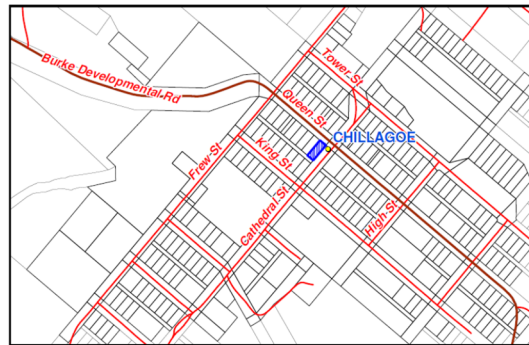 Tower St
Burke Developmental Rd
Queen St
CHILLAGOE
King St
Frew St
Cathedral St
High St